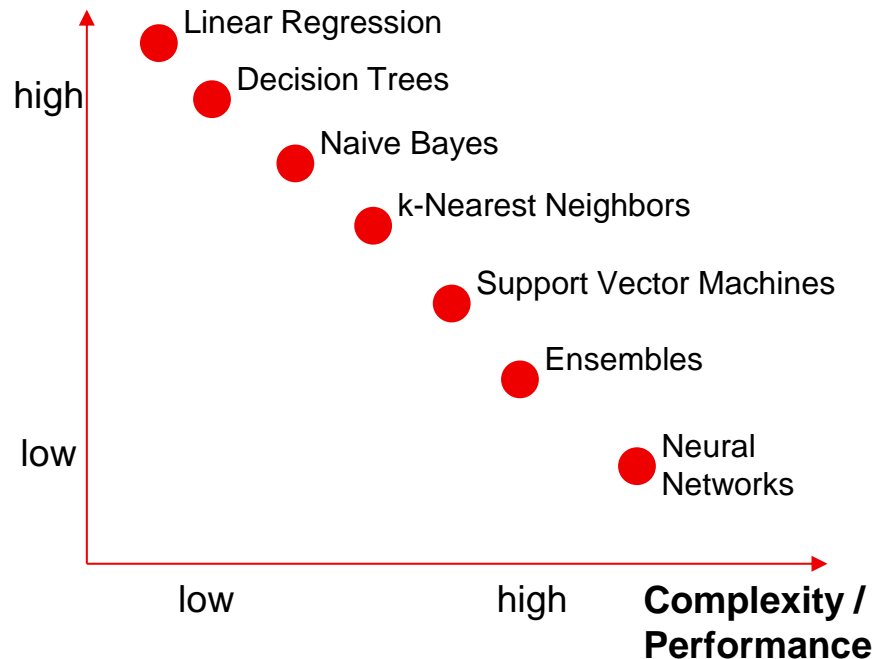 Linear Regression
high
Decision Trees
Naive Bayes
k-Nearest Neighbors
Support Vector Machines
Ensembles
low
Neural
Networks
low
high
Complexity /
Performance